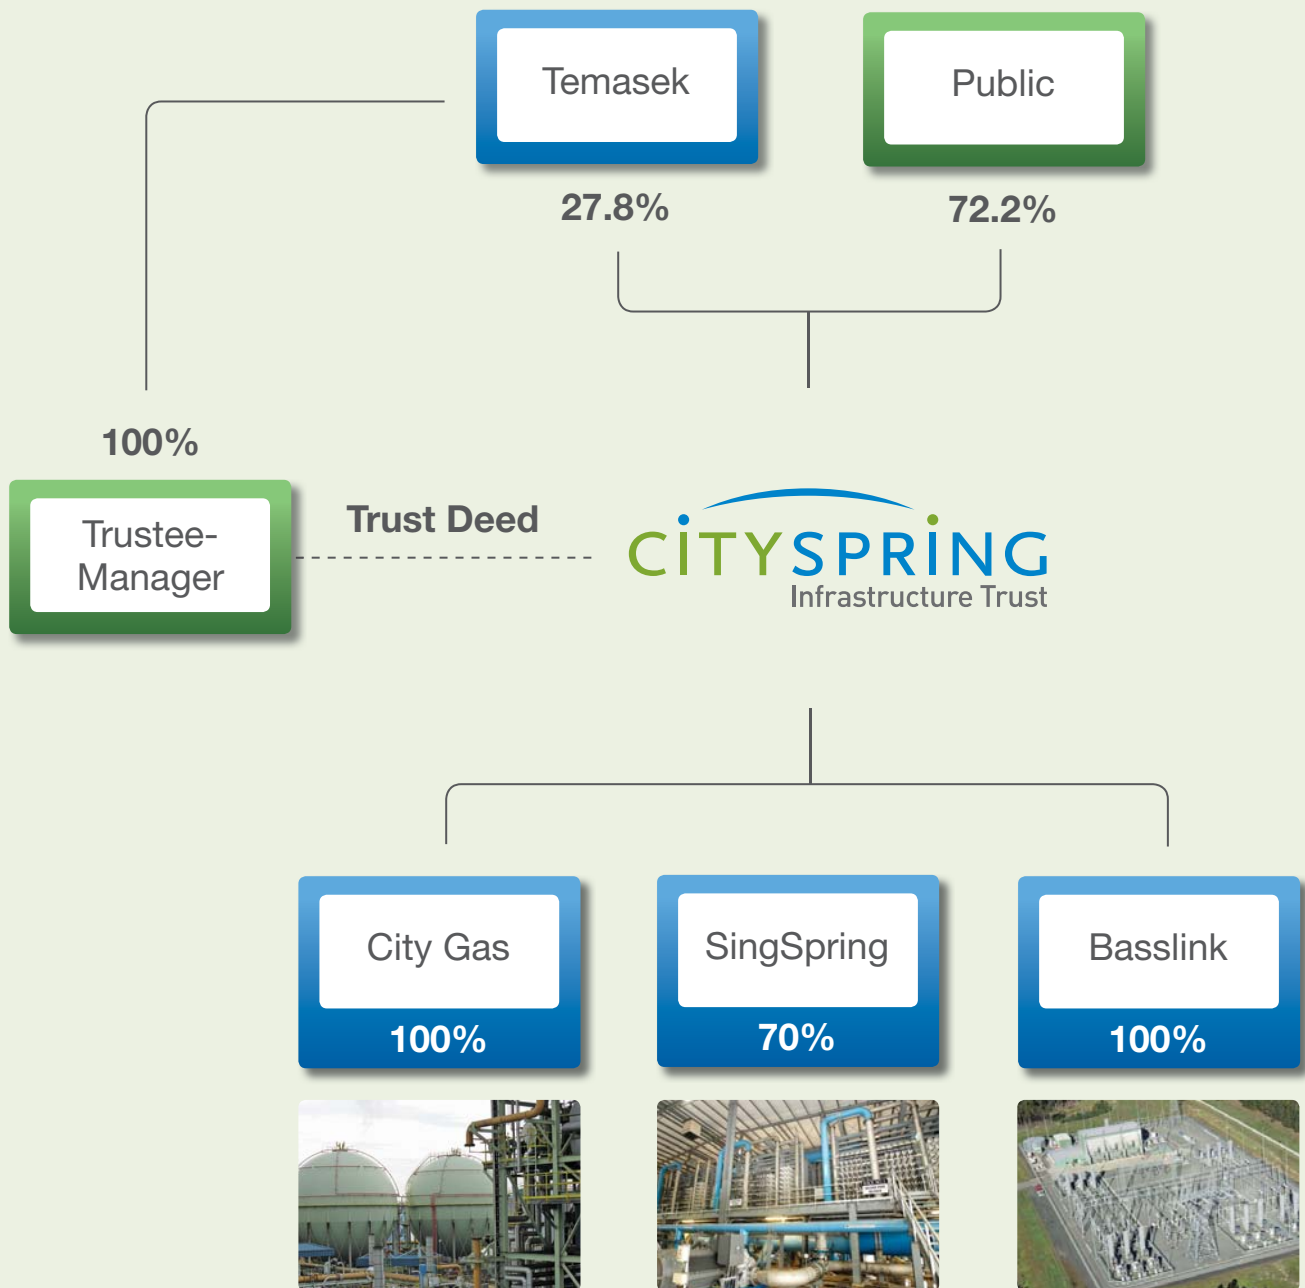 Temasek
Public
27.8%
72.2%
100%
Trustee-
Manager
Trust Deed
CITYSPRING
Infrastructure Trust
City Gas
100%
SingSpring
70%
Basslink
100%